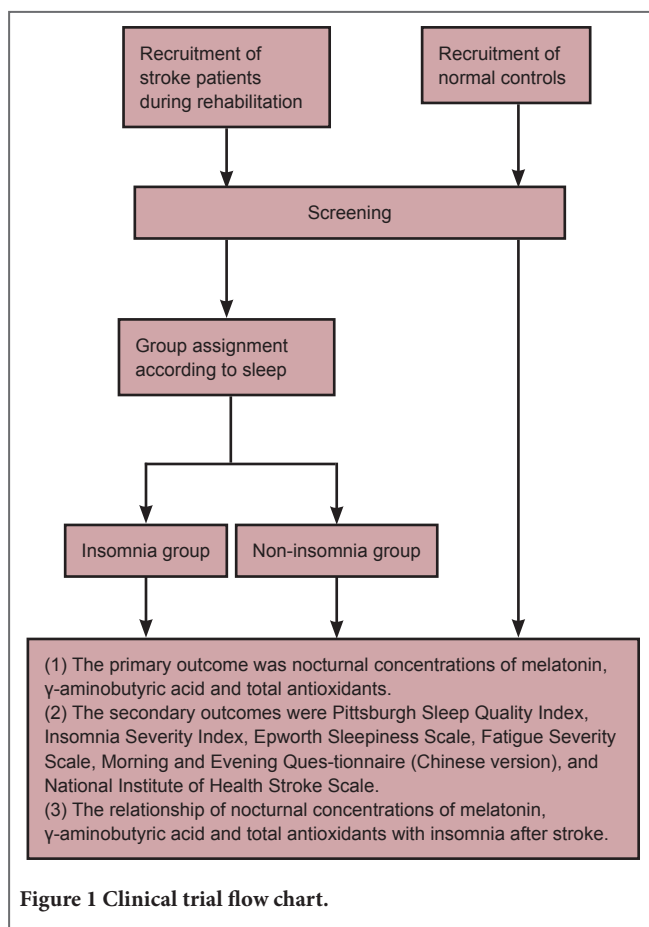 Recruitment of
stroke patients
during rehabilitation
Recruitment of
normal controls
Screening
Group assignment
according to sleep
Insomnia group
Non-insomnia group
(1) The primary outcome was nocturnal concentrations of melatonin,
γ-aminobutyric acid and total antioxidants.
(2) The secondary outcomes were Pittsburgh Sleep Quality Index,
Insomnia Severity Index, Epworth Sleepiness Scale, Fatigue Severity
Scale, Morning and Evening Ques-tionnaire (Chinese version), and
National Institute of Health Stroke Scale.
(3) The relationship of nocturnal concentrations of melatonin,
γ-aminobutyric acid and total antioxidants with insomnia after stroke.
Figure 1 Clinical trial flow chart.